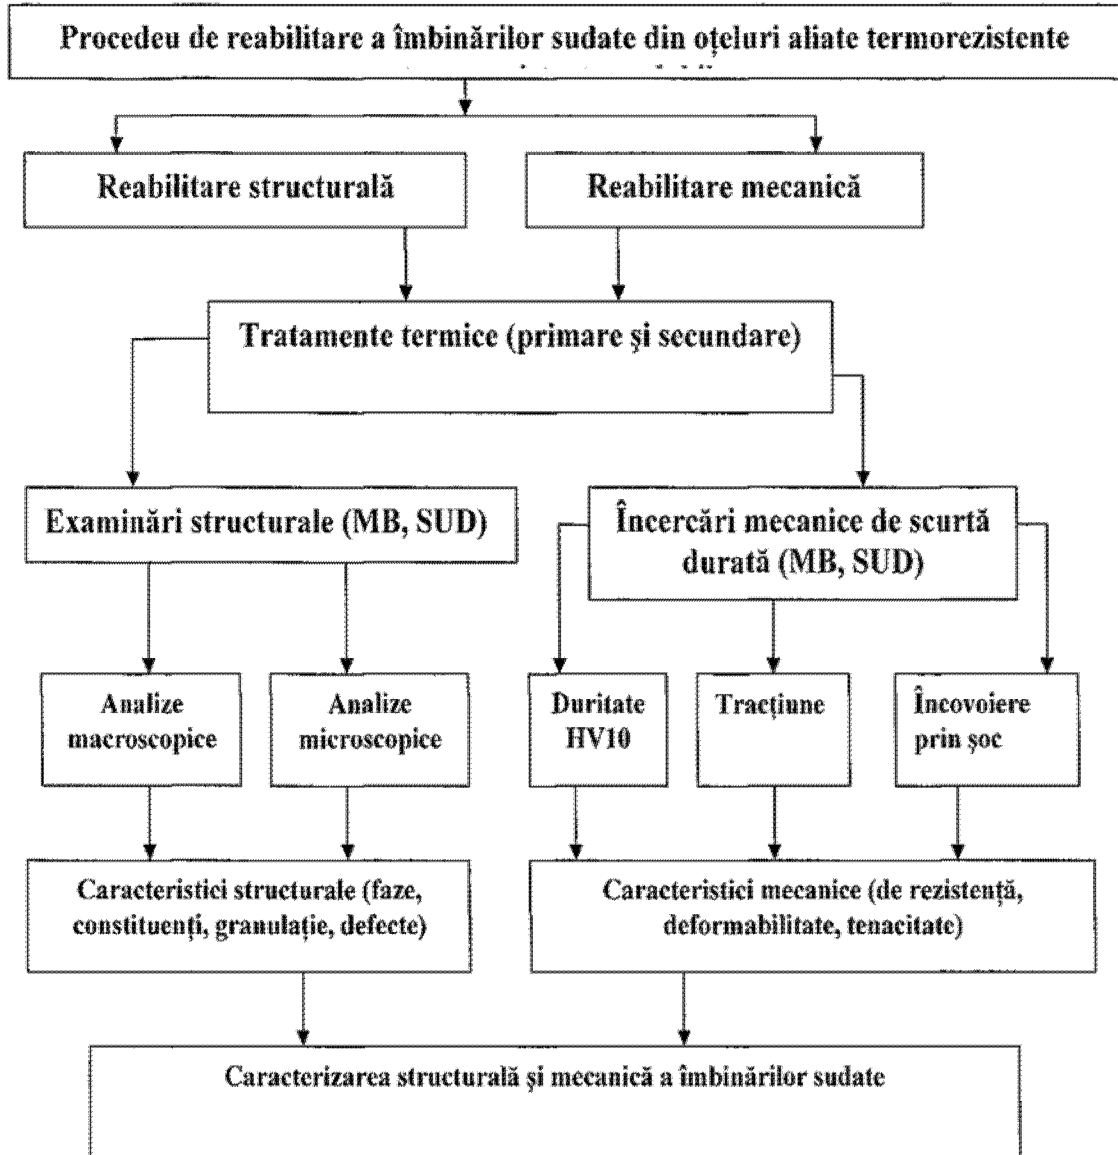 Procedeu de reabilitare a îmbinărilor sudate din oțeluri aliate termorezistente
Reabilitare structurală
Reabilitare mecanică
Tratamente termice (primare şi secundare)
Examinări structurale (MB, SUD)
Încercări mecanice de scurtă
durată (MB, SUD)
Analize
macroscopice
Analize
microscopice
Duritate
HV10
Tracțiune
Încovoiere
prin şoc
Caracteristici structurale (faze,
constituenți, granulație, defecte)
Caracteristici mecanice (de rezistență,
deformabilitate, tenacitate)
Caracterizarea structurală şi mecanică a îmbinărilor sudate